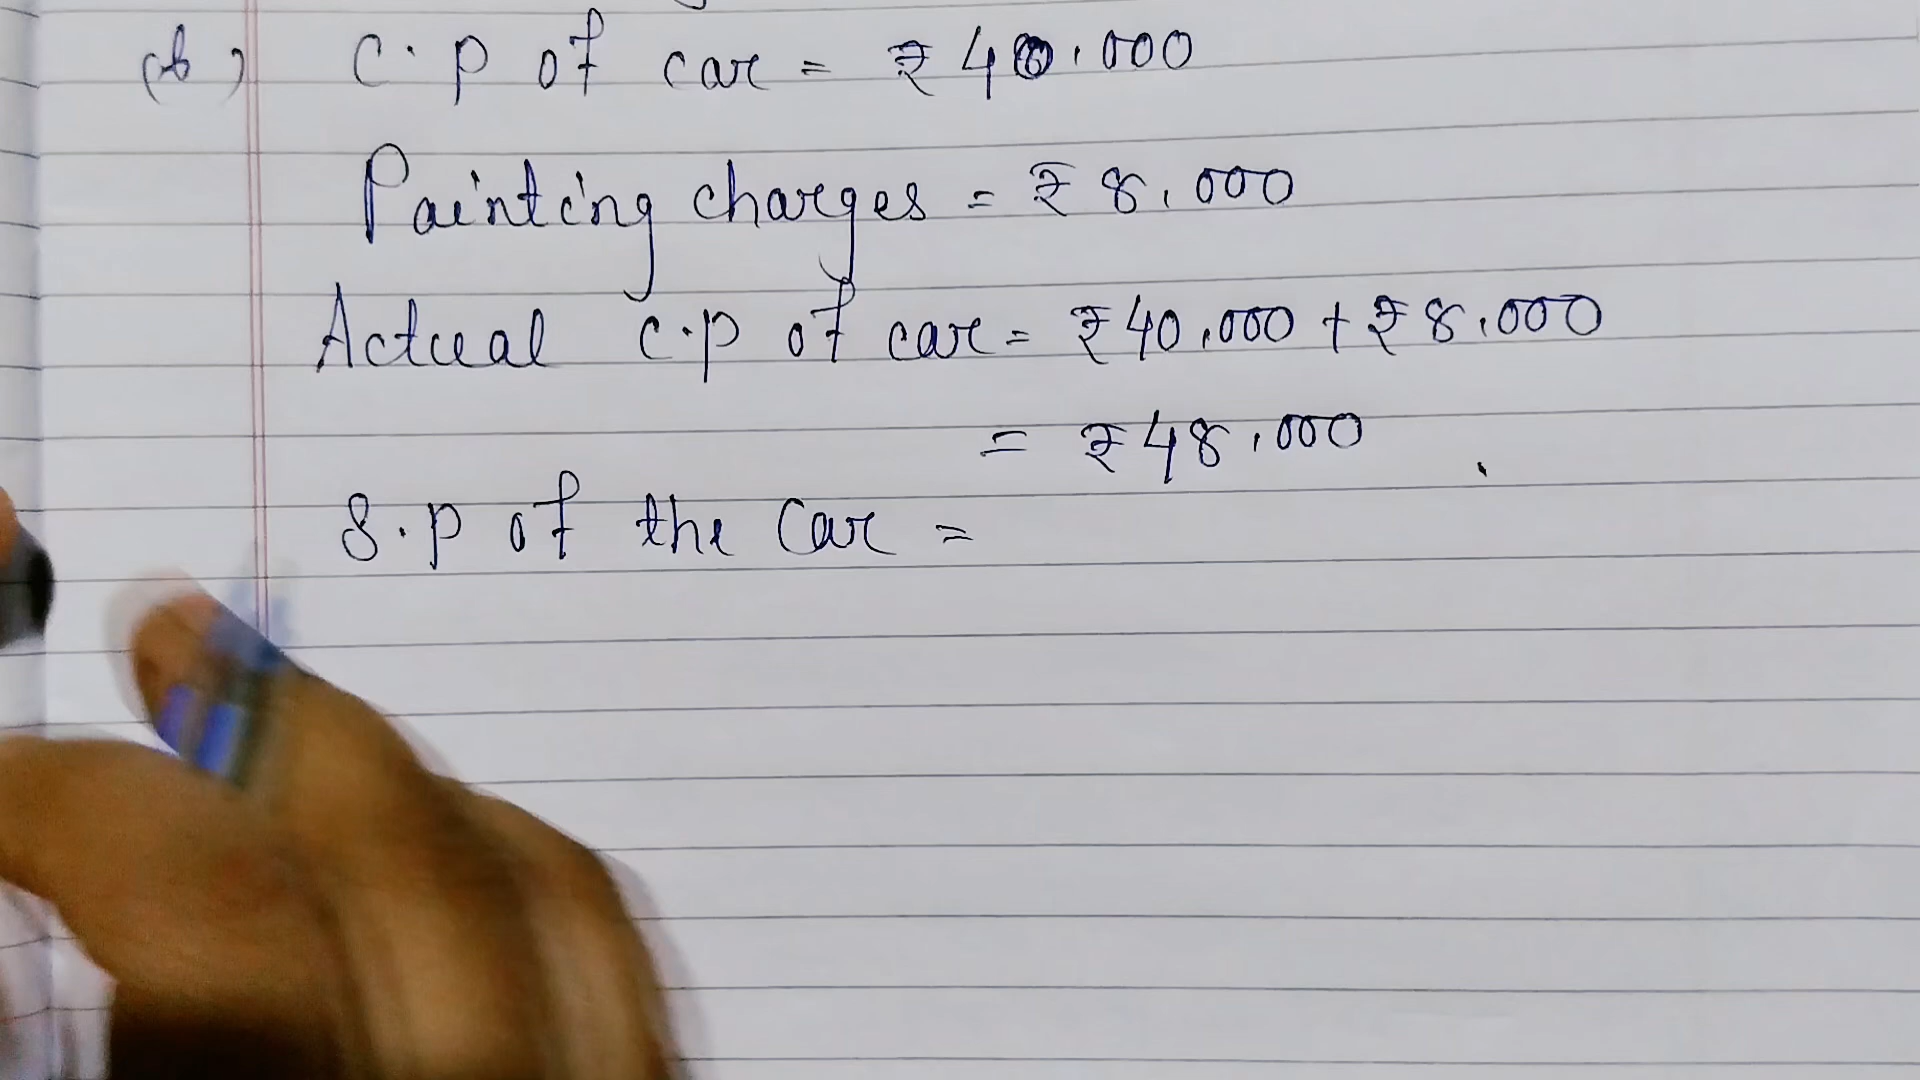 (b) C.P of car = ₹40,000
Painting charges = ₹8,000
Actual C.P of car = ₹40,000 + ₹8,000
= ₹48,000
S.P of the Car =